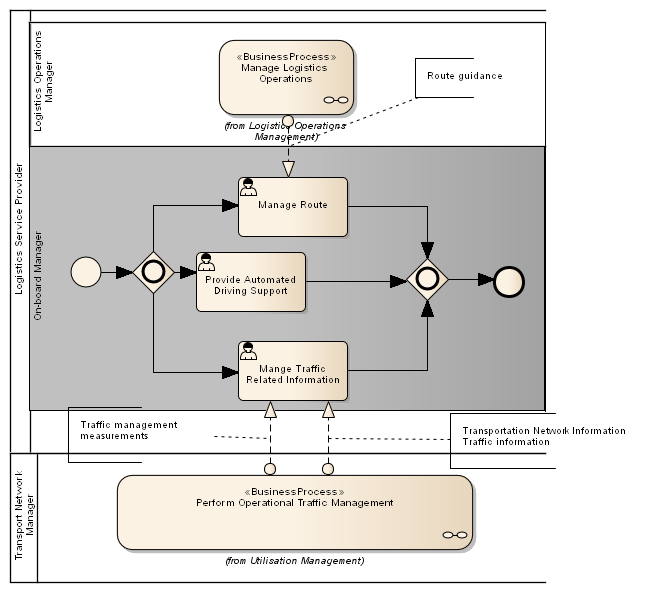 Logistics Service Provider
Logistics Operations
Manager
«BusinessProcess»
Manage Logistics
Operations
Route guidance
(from Logistics Operations
Management)
On-board Manager
Manage Route
Provide Automated
Driving Support
Mange Traffic
Related Information
Traffic management
measurements
Transportation Network Information
Traffic information
Transport Network
Manager
«BusinessProcess»
Perform Operational Traffic Management
(from Utilisation Management)